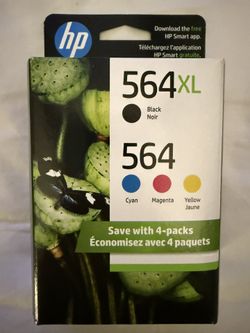 Download the free
HP Smart app.
Téléchargez l'application
HP Smart gratuite.
hp
564XL
Black
Noir
564
Cyan
Magenta
Yellow
Jaune
Save with 4-packs
Économisez avec 4 paquets